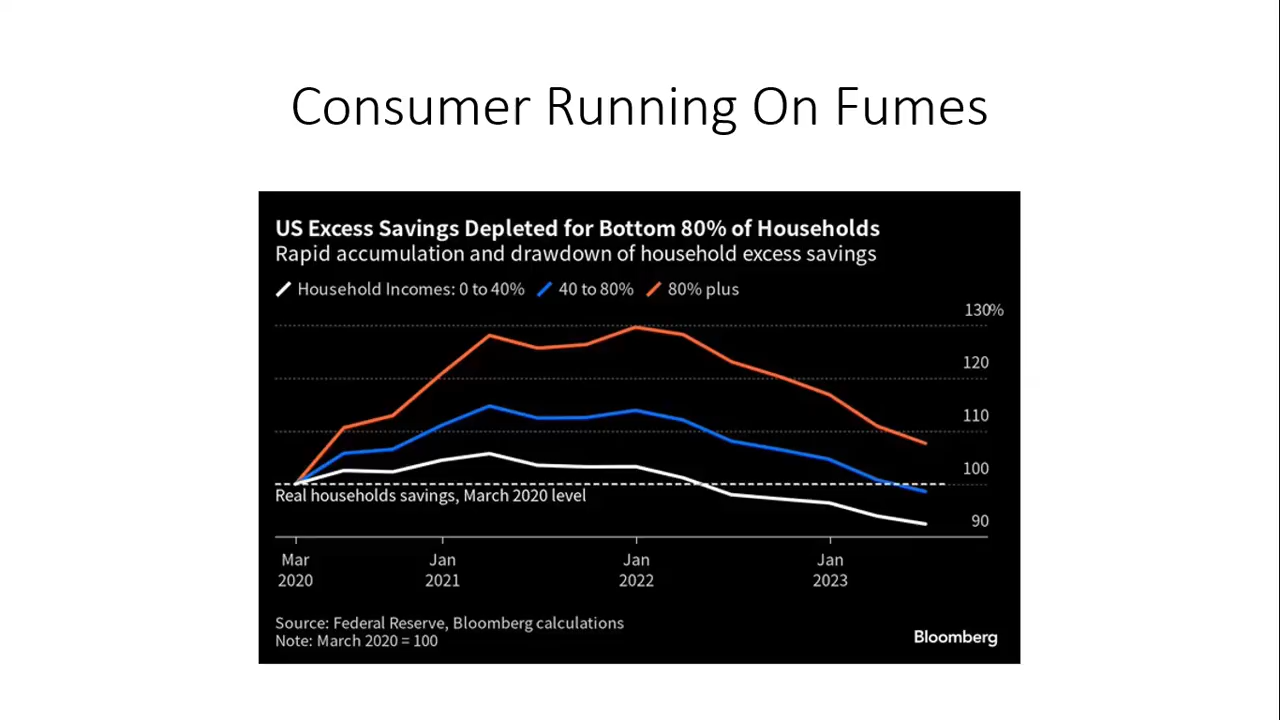 Consumer Running On Fumes
US Excess Savings Depleted for Bottom 80% of Households
Rapid accumulation and drawdown of household excess savings
Household Incomes: 0 to 40% 40 to 80% 80% plus
130%
120
110
100
Real households savings, March 2020 level
90
Mar 2020
Jan 2021
Jan 2022
Jan 2023
Source: Federal Reserve, Bloomberg calculations
Note: March 2020 = 100
Bloomberg